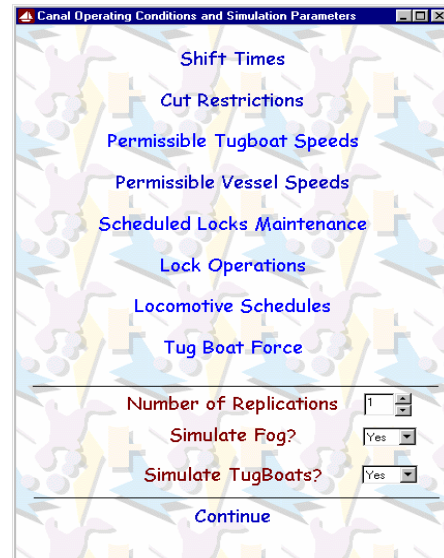 Canal Operating Conditions and Simulation Parameters
Shift Times
Cut Restrictions
Permissible Tugboat Speeds
Permissible Vessel Speeds
Scheduled Locks Maintenance
Lock Operations
Locomotive Schedules
Tug Boat Force
Number of Replications 1
Simulate Fog? Yes
Simulate TugBoats? Yes
Continue